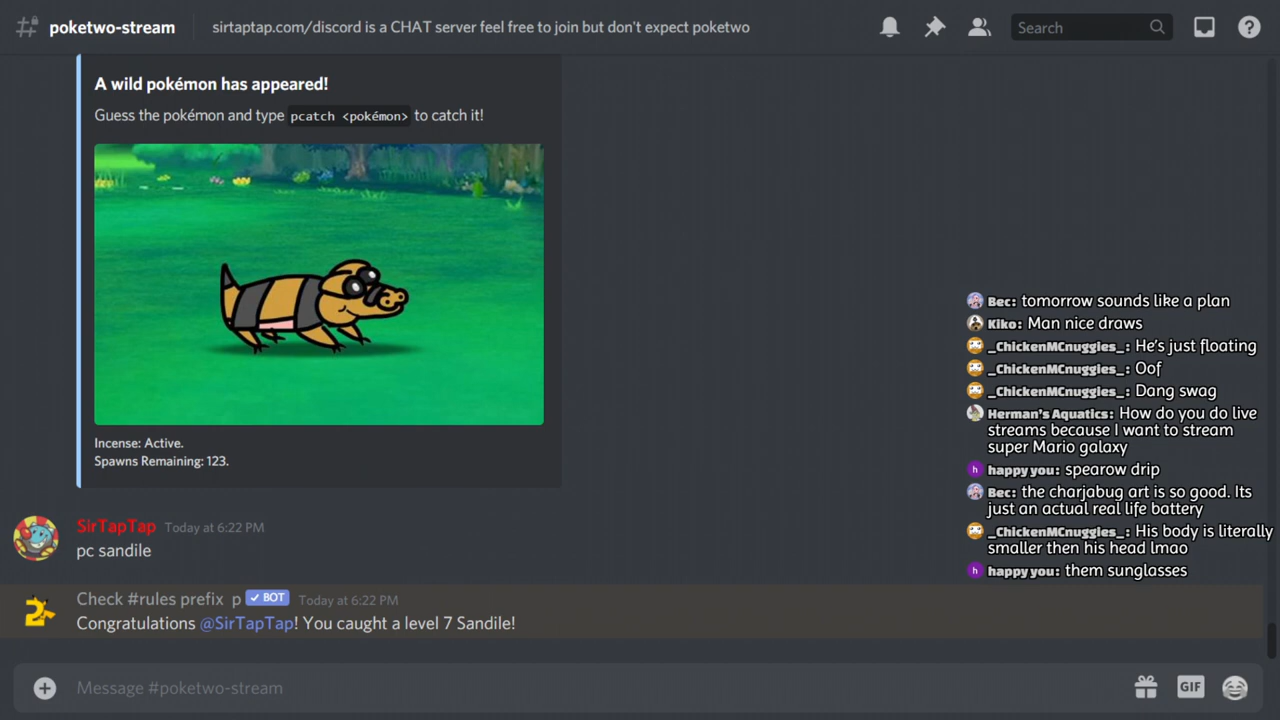 poketwo-stream
sirtaptap.com/discord is a CHAT server feel free to join but don't expect poketwo
Search
A wild pokémon has appeared!
Guess the pokémon and type pcatch <pokémon> to catch it!
Incense: Active.
Spawns Remaining: 123.
SirTapTap Today at 6:22 PM
pc sandile
Check #rules prefix p BOT Today at 6:22 PM
Congratulations @SirTapTap! You caught a level 7 Sandile!
Message #poketwo-stream
GIF
Bec: tomorrow sounds like a plan
Kiko: Man nice draws
_ChickenMCnuggies_: He's just floating
_ChickenMCnuggies_: Oof
_ChickenMCnuggies_: Dang swag
Herman's Aquatics: How do you do live
streams because I want to stream
super Mario galaxy
h happy you: spearow drip
Bec: the charjabug art is so good. Its
just an actual real life battery
_ChickenMCnuggies_: His body is literally
smaller then his head lmao
h happy you: them sunglasses